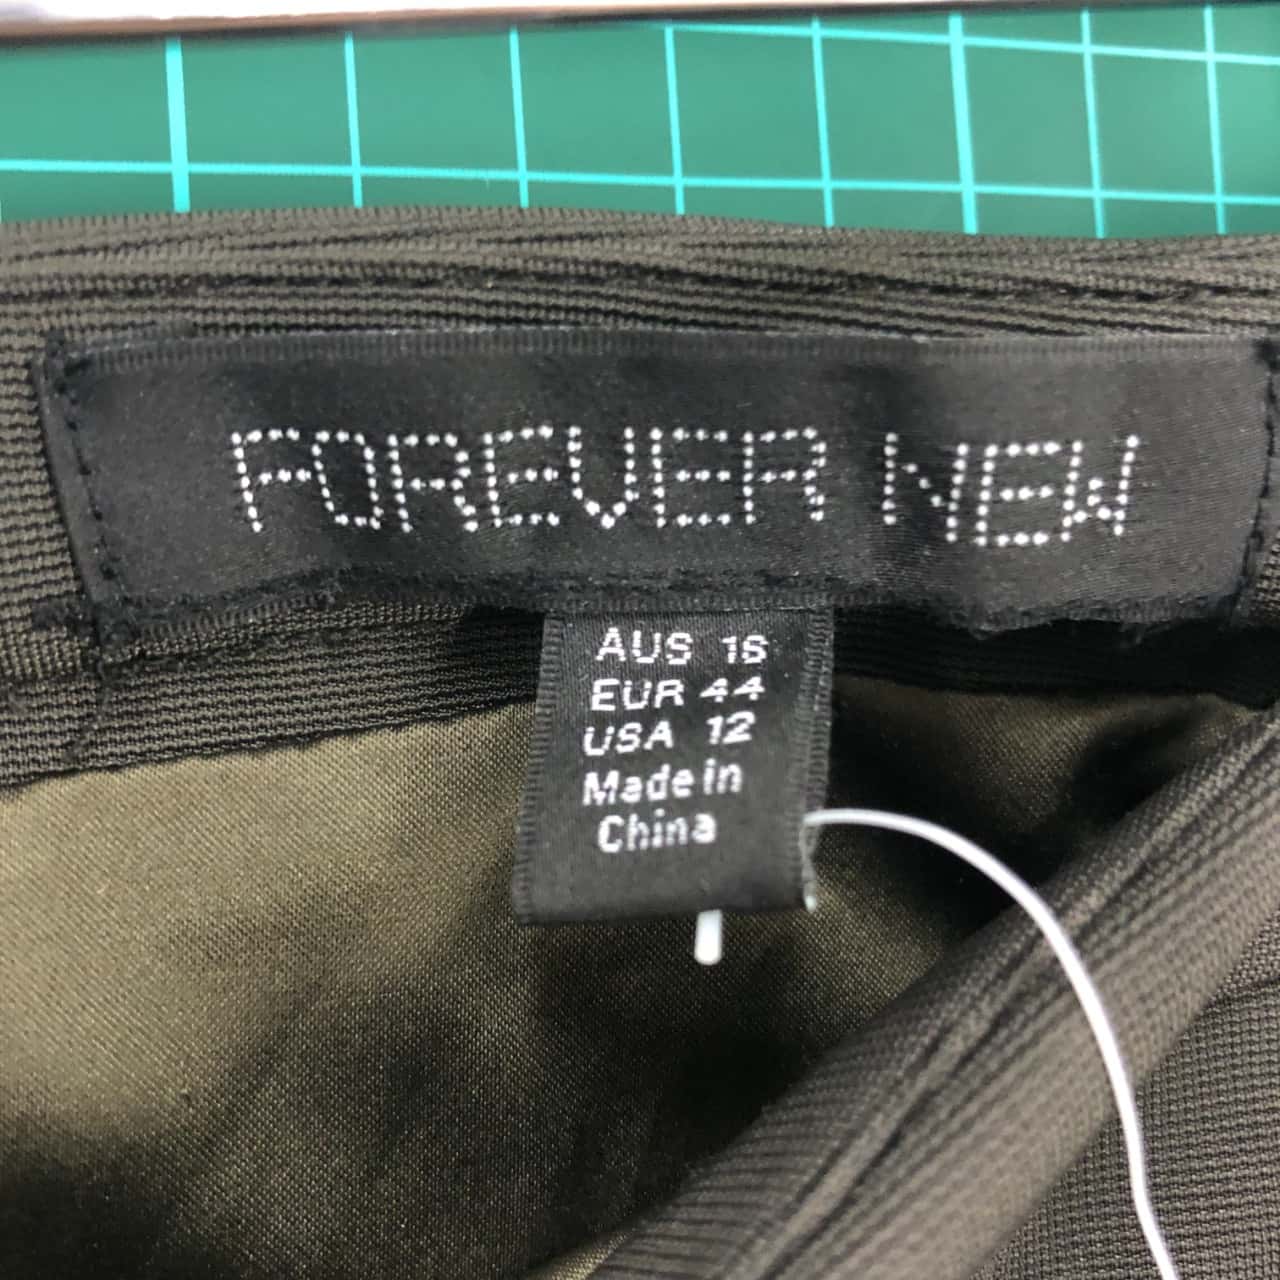 FOREVER NEW
AUS 16
EUR 44
USA 12
Made in
China